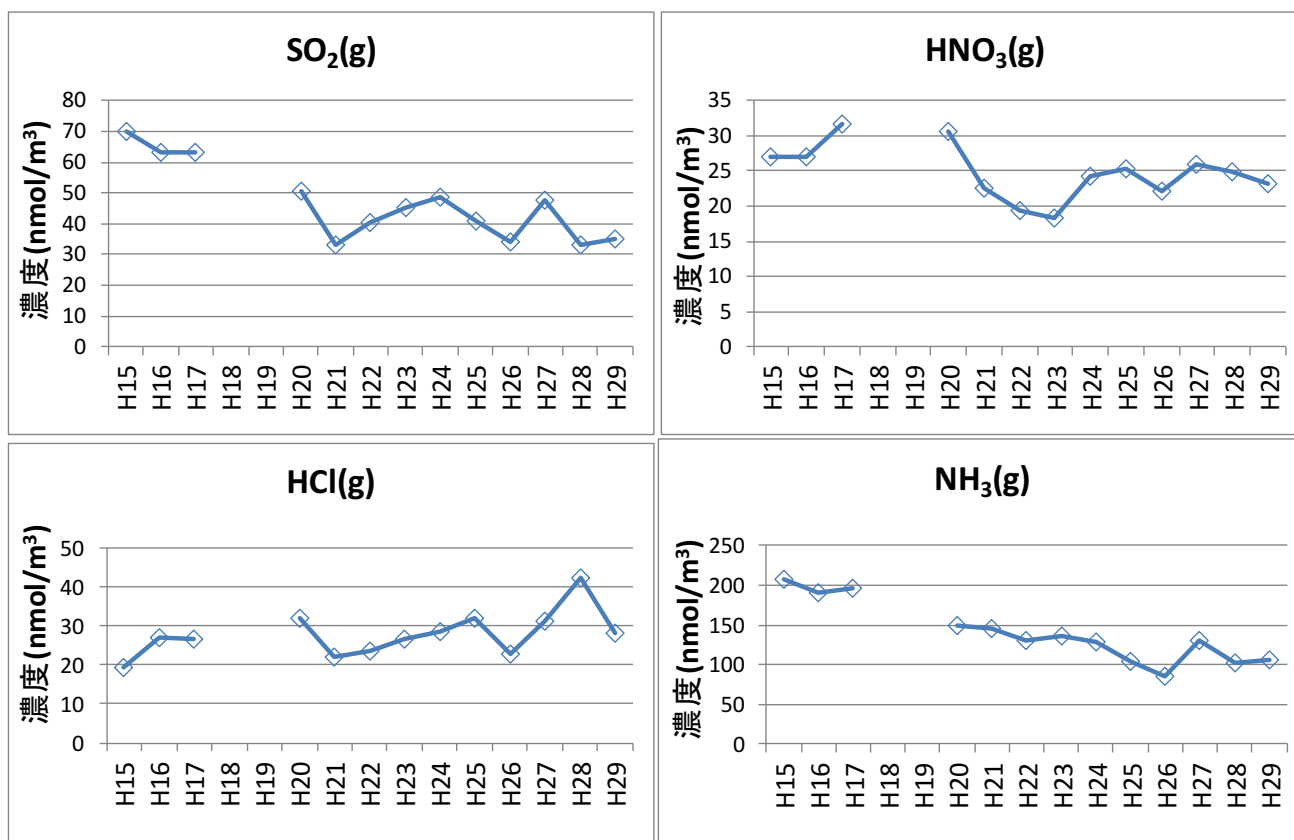 SO₂(g)
濃度(nmol/m³)
80
70
60
50
40
30
20
10
0
H15
H16
H17
H18
H19
H20
H21
H22
H23
H24
H25
H26
H27
H28
H29
HNO₃(g)
濃度(nmol/m³)
35
30
25
20
15
10
5
0
H15
H16
H17
H18
H19
H20
H21
H22
H23
H24
H25
H26
H27
H28
H29
HCl(g)
濃度(nmol/m³)
50
40
30
20
10
0
H15
H16
H17
H18
H19
H20
H21
H22
H23
H24
H25
H26
H27
H28
H29
NH₃(g)
濃度(nmol/m³)
250
200
150
100
50
0
H15
H16
H17
H18
H19
H20
H21
H22
H23
H24
H25
H26
H27
H28
H29